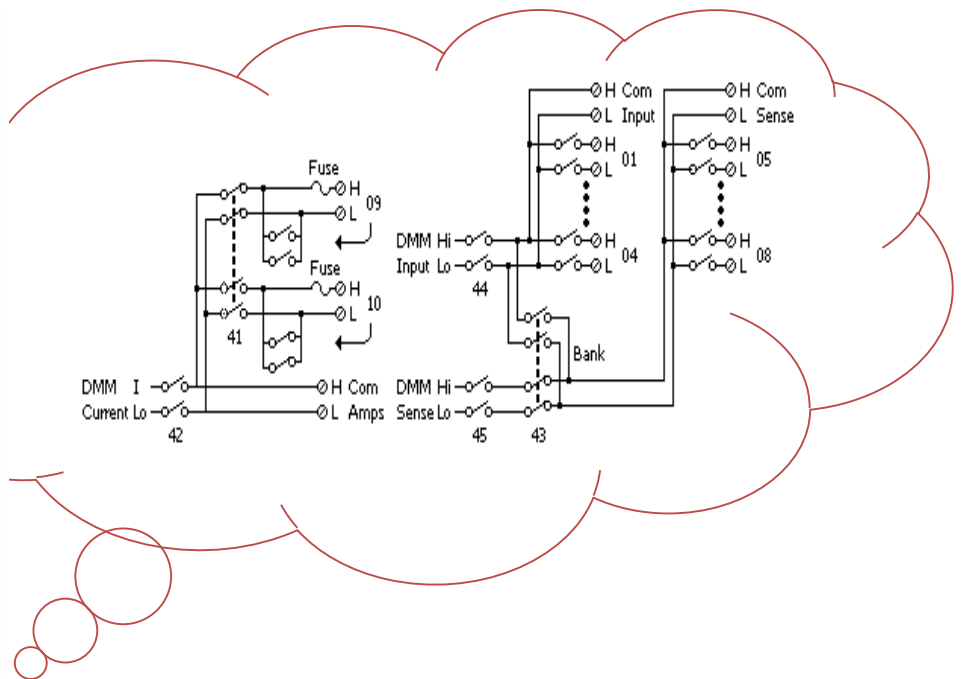 H Com
L Input
H
01
L
H
04
L
H Com
L Sense
H
05
L
H
08
L
Fuse
H
09
L
Fuse
H
10
L
41
DMM I
Current Lo
42
H Com
L Amps
DMM Hi
Input Lo
44
Bank
DMM Hi
Sense Lo
45
43